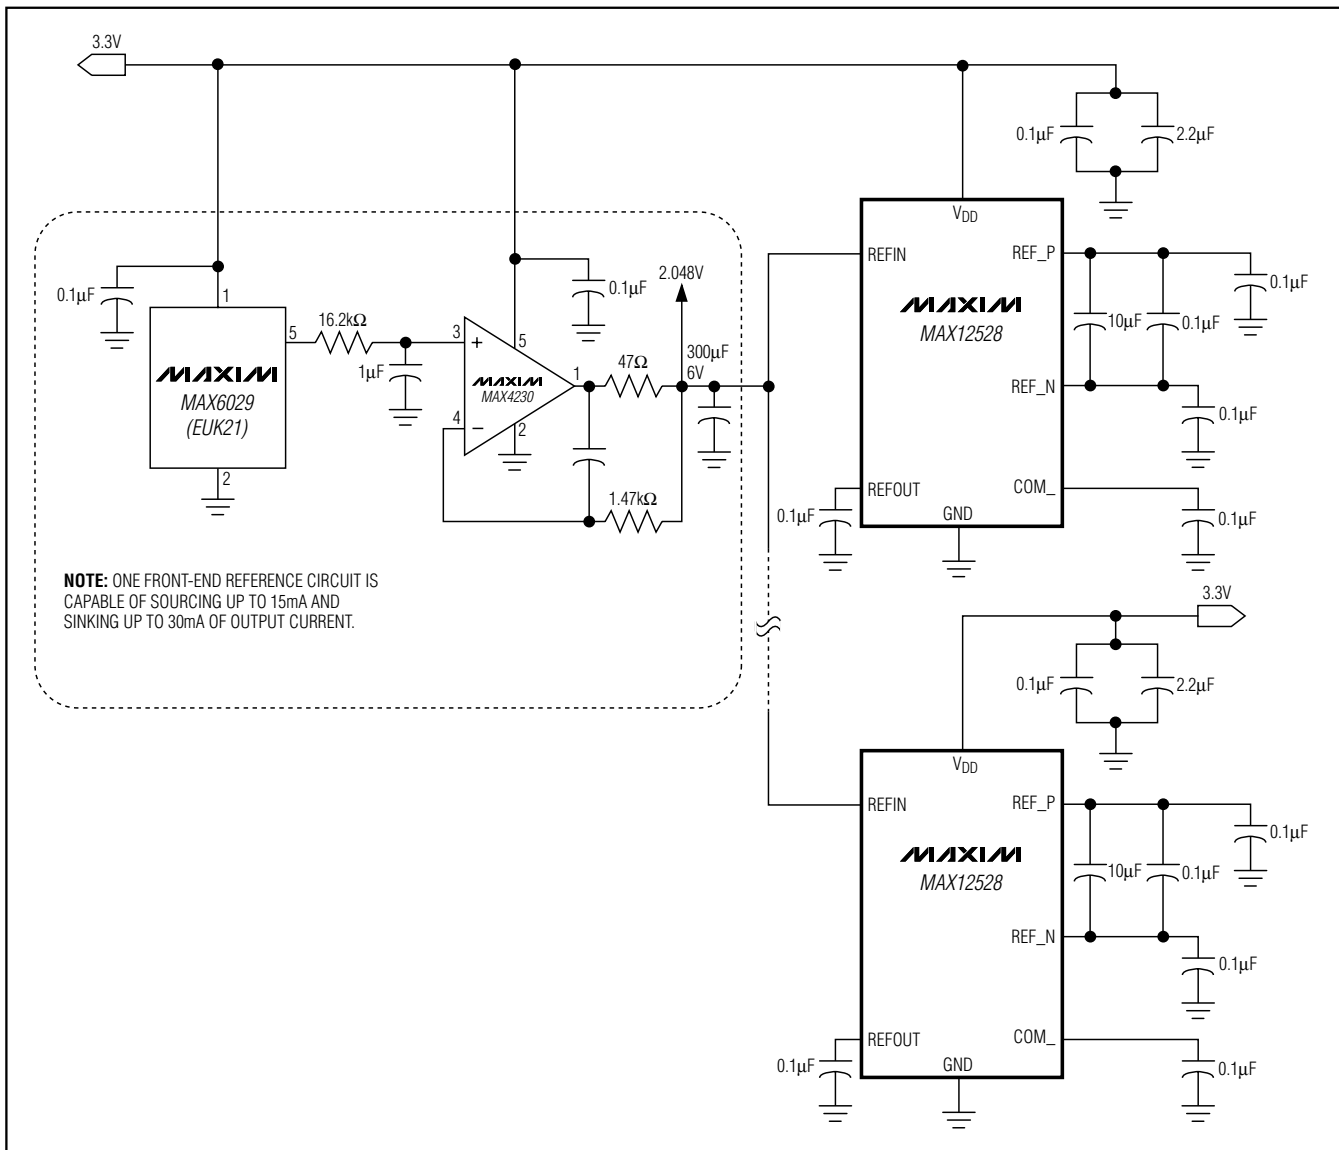 3.3V
0.1µF
2.2µF
VDD
REFIN
REF_P
0.1µF
MAXIM
MAX12528
10µF
0.1µF
REF_N
0.1µF
REFOUT
COM_
0.1µF
GND
0.1µF
0.1µF
1
5
16.2kΩ
MAXIM
MAX6029
(EUK21)
2
1µF
3
+
5
0.1µF
MAXIM
MAX4230
1
4
−
2
47Ω
2.048V
300µF
6V
1.47kΩ
NOTE: ONE FRONT-END REFERENCE CIRCUIT IS
CAPABLE OF SOURCING UP TO 15mA AND
SINKING UP TO 30mA OF OUTPUT CURRENT.
3.3V
0.1µF
2.2µF
VDD
REFIN
REF_P
0.1µF
MAXIM
MAX12528
10µF
0.1µF
REF_N
0.1µF
REFOUT
COM_
0.1µF
GND
0.1µF